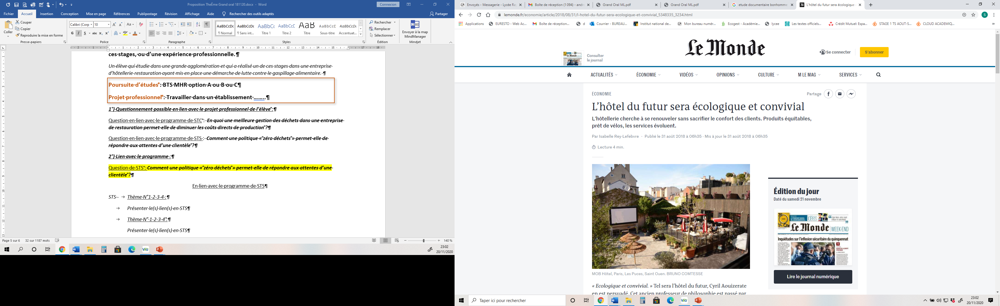 Proposition TheÈme Grand oral 181120.docx - Word
Connexion
Fichier Accueil Insertion Conception Mise en page Références Publipostage Révision Affichage Aide Rechercher des outils adaptés Partager
Coller
Couper
Copier
Reproduire la mise en forme
Presse-papiers
Calibri (Corp 10
Police
Paragraphe
AaBbCcDc AaBbCcDc AaBbCc AaBbCcC AaB AaBbCcD AaBbCcDc
¶ Normal ¶ Sans int... Titre 1 Titre 2 Titre Sous-titre Accentuat...
Styles
Rechercher
Remplacer
Sélectionner
Édition
Envoyer à la map
MindManager
Mindjet
ces·stages,·ou·d'une·expérience·professionnelle.¶
Un·élève·qui·étudie·dans·une·grande·agglomération·et·qui·a·réalisé·un·de·ces·stages·dans·une·entreprise·
d'hôtellerie-restauration·ayant·mis·en·place·une·démarche·de·lutte·contre·le·gaspillage·alimentaire.·¶
Poursuite·d'études°:·BTS·MHR·option·A·ou·B·ou·C¶
Projet·professionnel°:·Travailler·dans·un·établissement·……..¶
1°)·Questionnement·possible·en·lien·avec·le·projet·professionnel·de·l'élève°:¶
Question·en·lien·avec·le·programme·de·STC°:··En·quoi·une·meilleure·gestion·des·déchets·dans·une·entreprise·
de·restauration·permet-elle·de·diminuer·les·coûts·directs·de·production°?¶
Question·en·lien·avec·le·programme·de·STS·:··Comment·une·politique·«°zéro·déchets°»·permet-elle·de·
répondre·aux·attentes·d'une·clientèle°?¶
2°)·Lien·avec·le·programme·:¶
Question·de·STS°:·Comment·une·politique·«°zéro·déchets°»·permet-elle·de·répondre·aux·attentes·d'une·
clientèle°?¶
En·lien·avec·le·programme·de·STS¶
STS·- → Thème·N°1-2-3-4·:¶
→ Présenter·le(s)·lien(s)·en·STS¶
→ Thème·N°·1-2-3-4°:¶
Présenter·le(s)·lien(s)·en·STS¶
Page 5 sur 6 32 sur 1187 mots 140 %
23:02
20/11/2020
Envoyés - Messagerie - Lycée Ra Boîte de réception (1 094) - andre Grand Oral ML.pdf Grand Oral ML.pdf etude documentaire bonhomme L'hôtel du futur sera écologique
lemonde.fr/economie/article/2018/08/31/l-hotel-du-futur-sera-ecologique-et-convivial_5348335_3234.html
Applications EURESTO - Web Ac... Boîte de réception... d Courrier - BUREAU... Institut national de... Mon bureau numér... Ecogest - Académie... lycee Les textes officiels... Crédit Mutuel: Espa... STAGE 1 TS AOUT-S... CLOUD ACADEMIQ...
Consulter
le journal
Le Monde
Se connecter
S'abonner
ACTUALITÉS ÉCONOMIE VIDÉOS OPINIONS CULTURE M LE MAG SERVICES
ÉCONOMIE
Partage
L'hôtel du futur sera écologique et convivial
L'hôtellerie cherche à se renouveler sans sacrifier le confort des clients. Produits équitables,
prêt de vélos, les services évoluent.
Par Isabelle Rey-Lefebvre · Publié le 31 août 2018 à 06h35 - Mis à jour le 31 août 2018 à 06h35
Lecture 4 min.
MOB Hôtel, Paris, Les Puces, Saint Ouen. BRUNO COMTESSE
« Ecologique et convivial. » Tel sera l'hôtel du futur, Cyril Aouizerate
en est persuadé. Cet ancien professeur de philosophie est passé par
Édition du jour
Daté du samedi 21 novembre
idées
Le Monde WEEK-END
Inquiétudes sur l'inflexion sécuritaire du quinquennat
Lire le journal numérique
Taper ici pour rechercher
23:02
20/11/2020